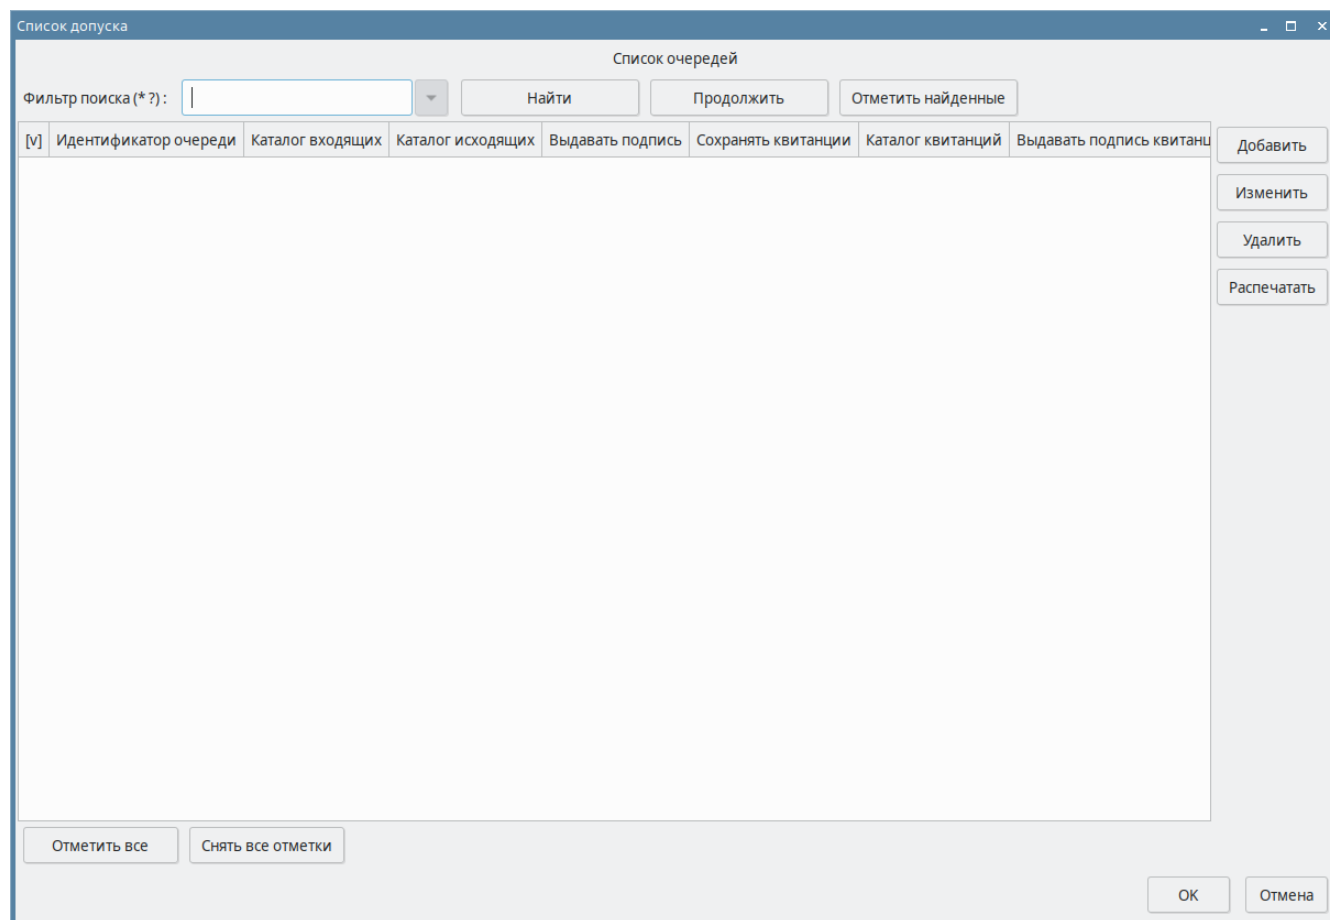 Список допуска
Список очередей
Фильтр поиска (* ?) : Найти Продолжить Отметить найденные
[v] Идентификатор очереди Каталог входящих Каталог исходящих Выдавать подпись Сохранять квитанции Каталог квитанций Выдавать подпись квитанц
Добавить
Изменить
Удалить
Распечатать
Отметить все Снять все отметки
OK Отмена